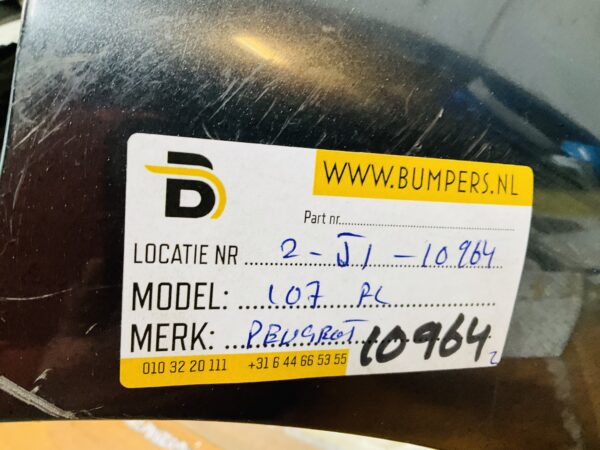 WWW.BUMPERS.NL
Part nr.
LOCATIE NR 2-J1-10964
MODEL: 107 AC
MERK: PEUGEOT 10964
010 32 20 111 +31 6 44 66 53 55